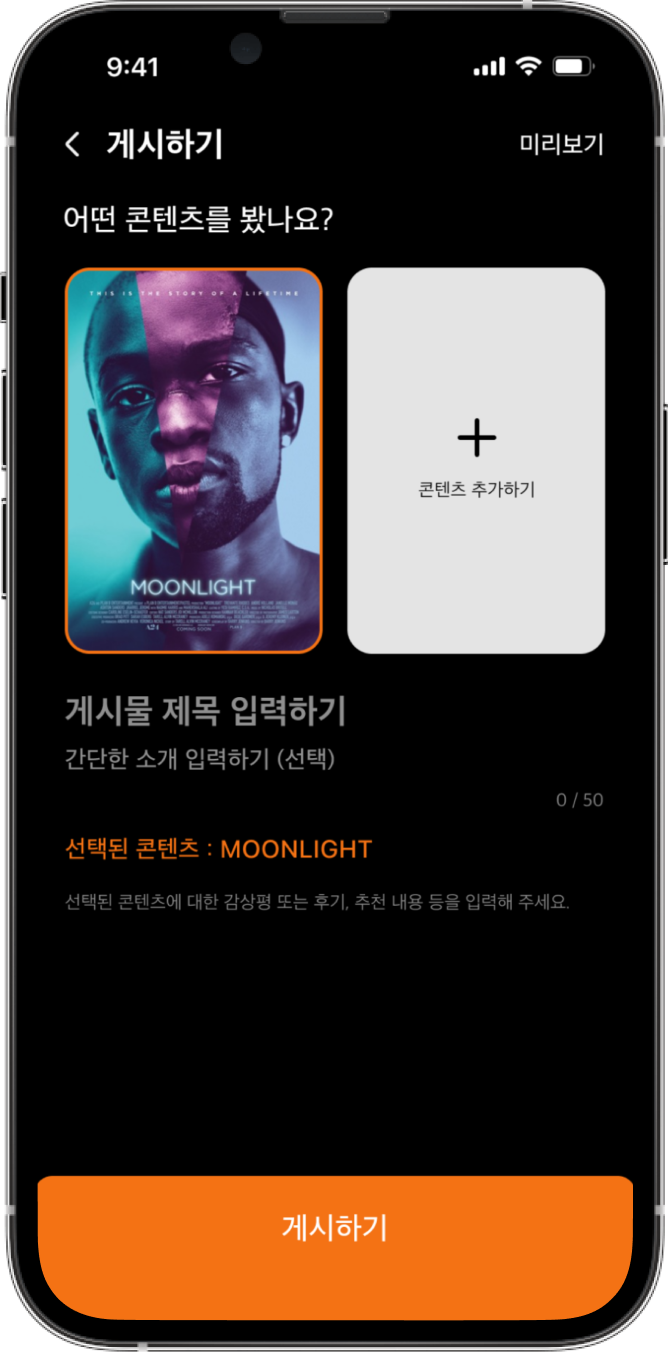 9:41
게시하기
미리보기
어떤 콘텐츠를 봤나요?
THIS IS THE STORY OF A LIFETIME
MOONLIGHT
COMING SOON
콘텐츠 추가하기
게시물 제목 입력하기
간단한 소개 입력하기 (선택)
0 / 50
선택된 콘텐츠 : MOONLIGHT
선택된 콘텐츠에 대한 감상평 또는 후기, 추천 내용 등을 입력해 주세요.
게시하기